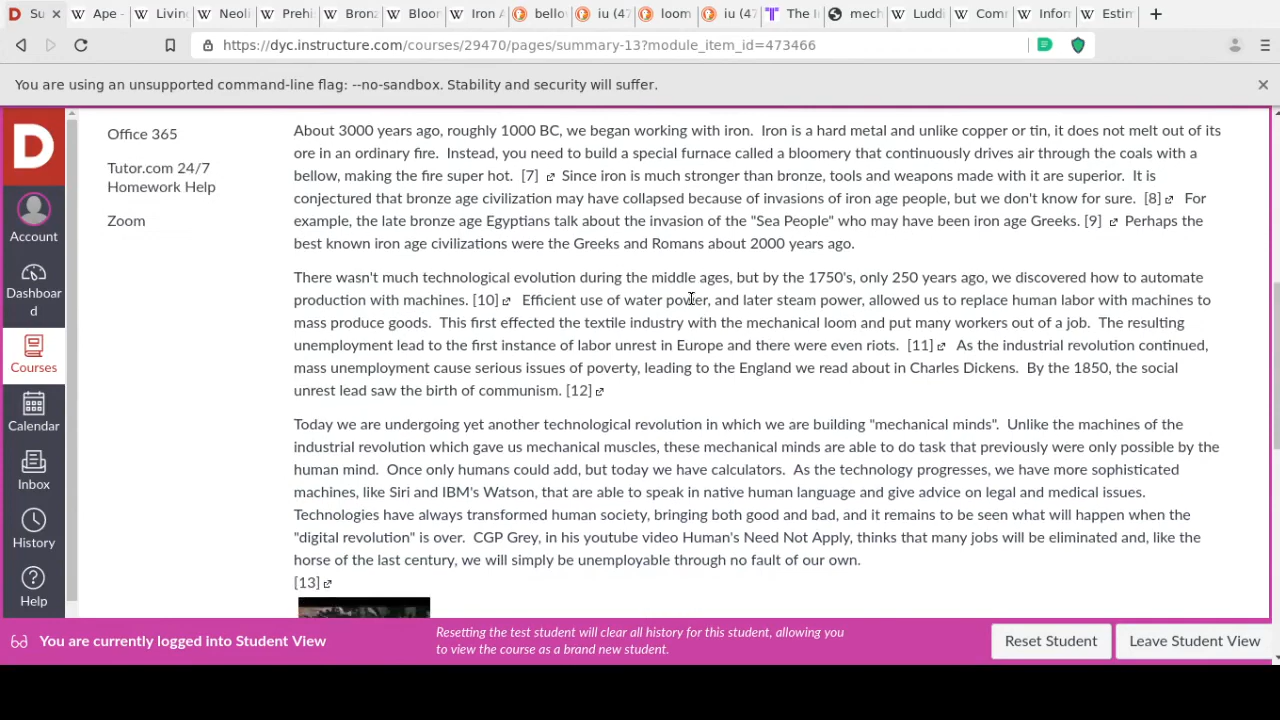 Su
Ape -
Livin
Neoli
Prehi
Bronz
Bloor
Iron A
bello
iu (47
loom
iu (47
The I
mech
Luddi
Com
Infor
Estim
https://dyc.instructure.com/courses/29470/pages/summary-13?module_item_id=473466
You are using an unsupported command-line flag: --no-sandbox. Stability and security will suffer.
D
Account
Dashboar
d
Courses
Calendar
Inbox
History
Help
Office 365
Tutor.com 24/7
Homework Help
Zoom
About 3000 years ago, roughly 1000 BC, we began working with iron.  Iron is a hard metal and unlike copper or tin, it does not melt out of its
ore in an ordinary fire.  Instead, you need to build a special furnace called a bloomery that continuously drives air through the coals with a
bellow, making the fire super hot.  [7]  Since iron is much stronger than bronze, tools and weapons made with it are superior.  It is
conjectured that bronze age civilization may have collapsed because of invasions of iron age people, but we don't know for sure.  [8]  For
example, the late bronze age Egyptians talk about the invasion of the "Sea People" who may have been iron age Greeks. [9]  Perhaps the
best known iron age civilizations were the Greeks and Romans about 2000 years ago.
There wasn't much technological evolution during the middle ages, but by the 1750's, only 250 years ago, we discovered how to automate
production with machines. [10]  Efficient use of water power, and later steam power, allowed us to replace human labor with machines to
mass produce goods.  This first effected the textile industry with the mechanical loom and put many workers out of a job.  The resulting
unemployment lead to the first instance of labor unrest in Europe and there were even riots.  [11]  As the industrial revolution continued,
mass unemployment cause serious issues of poverty, leading to the England we read about in Charles Dickens.  By the 1850, the social
unrest lead saw the birth of communism. [12]
Today we are undergoing yet another technological revolution in which we are building "mechanical minds".  Unlike the machines of the
industrial revolution which gave us mechanical muscles, these mechanical minds are able to do task that previously were only possible by the
human mind.  Once only humans could add, but today we have calculators.  As the technology progresses, we have more sophisticated
machines, like Siri and IBM's Watson, that are able to speak in native human language and give advice on legal and medical issues.
Technologies have always transformed human society, bringing both good and bad, and it remains to be seen what will happen when the
"digital revolution" is over.  CGP Grey, in his youtube video Human's Need Not Apply, thinks that many jobs will be eliminated and, like the
horse of the last century, we will simply be unemployable through no fault of our own.
[13]
You are currently logged into Student View
Resetting the test student will clear all history for this student, allowing you
to view the course as a brand new student.
Reset Student
Leave Student View